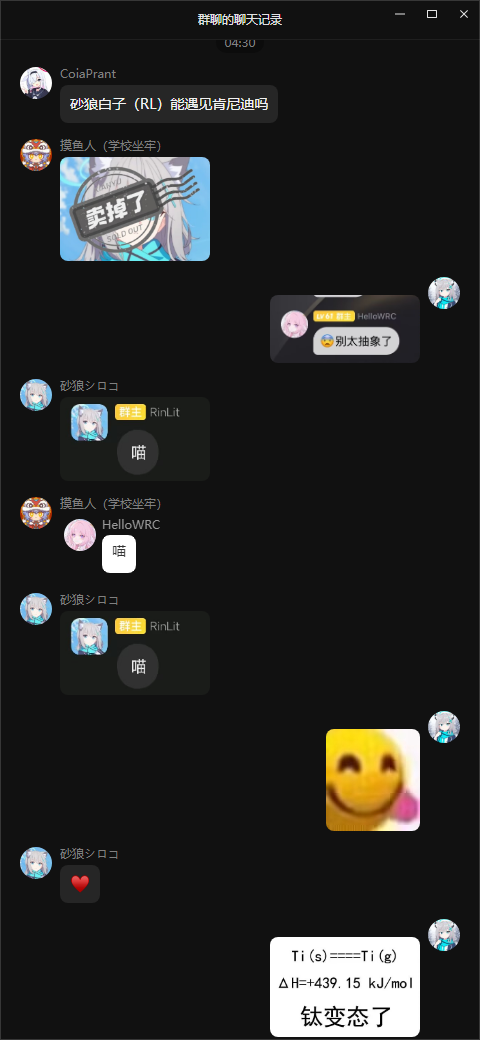 群聊的聊天记录
04:30
CoiaPrant
砂狼白子（RL）能遇见肯尼迪吗
摸鱼人（学校坐牢）
卖掉了
SOLD OUT
LV67 群主 HelloWRC
😨别太抽象了
砂狼シロコ
群主 RinLit
喵
摸鱼人（学校坐牢）
HelloWRC
喵
砂狼シロコ
群主 RinLit
喵
砂狼シロコ
♥
Ti(s)====Ti(g)
ΔH=+439.15 kJ/mol
钛变态了